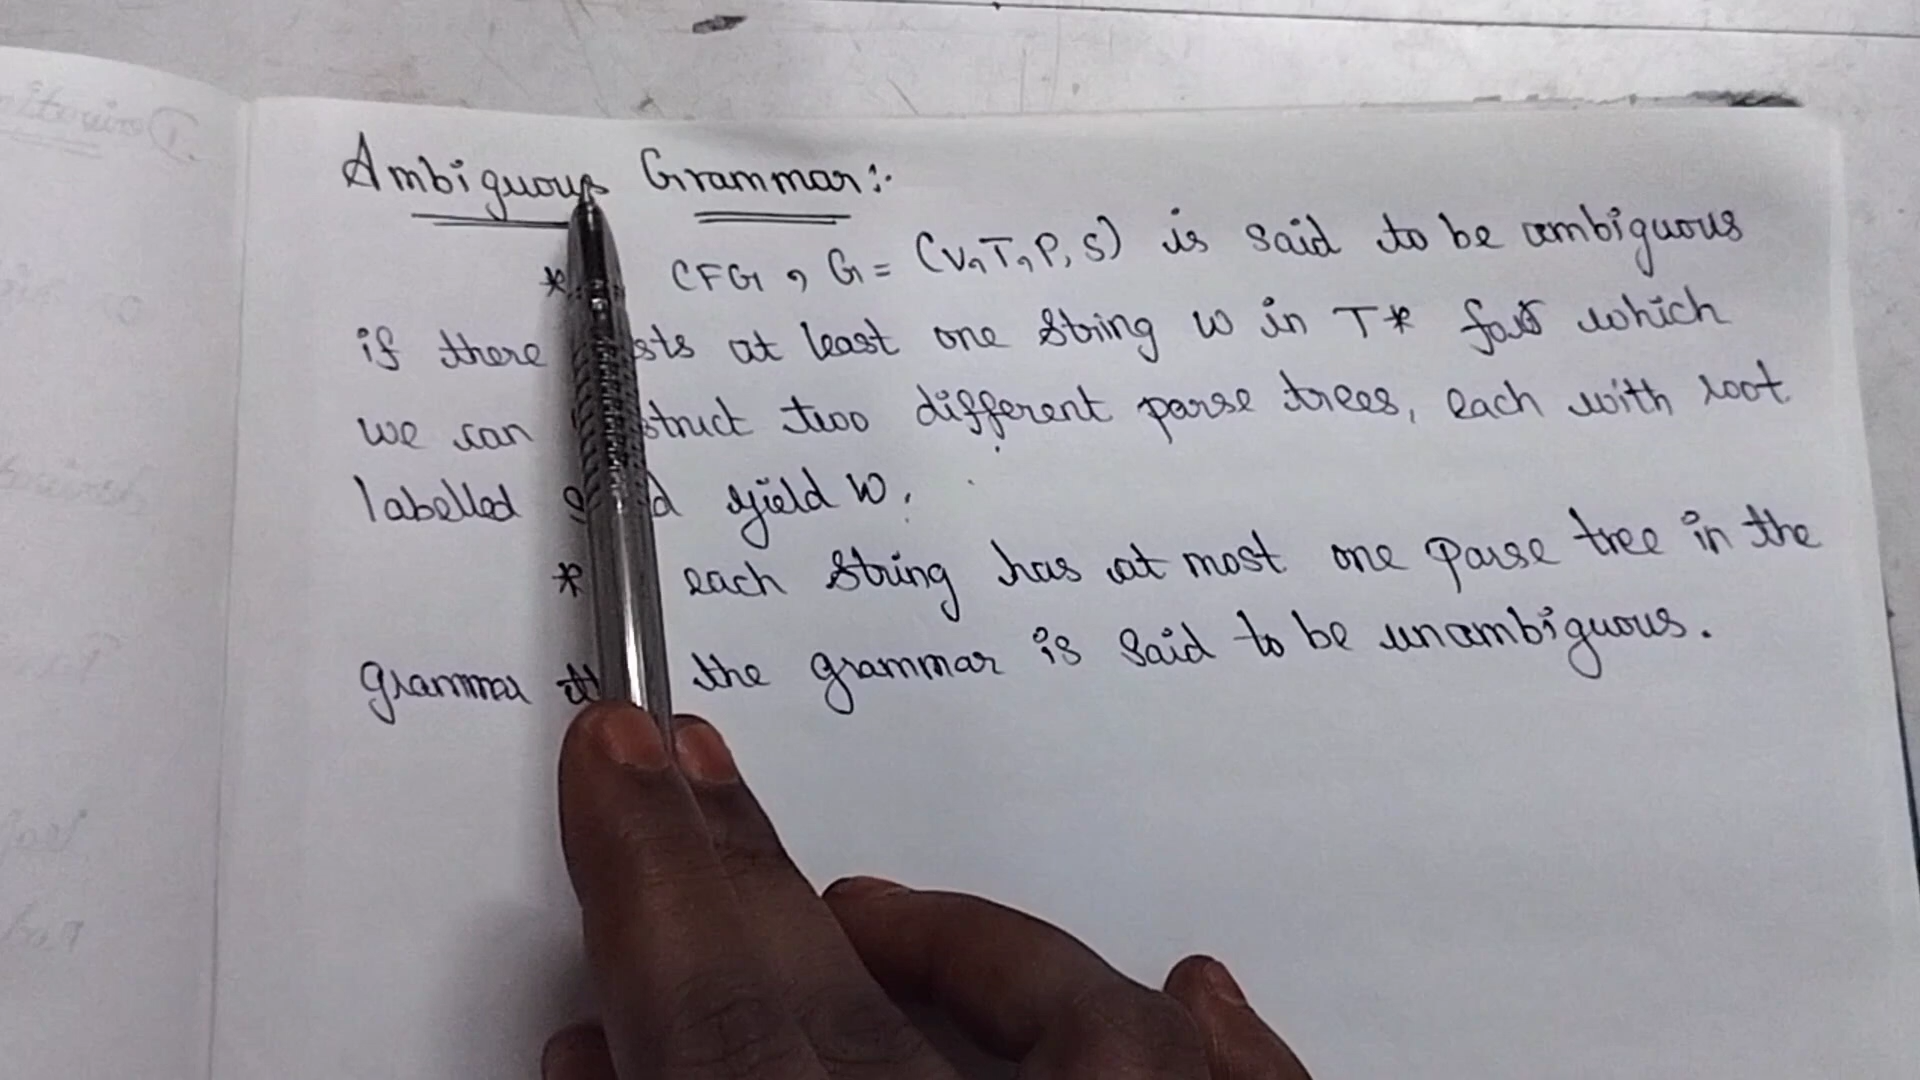 Ambiguous Grammar:-
* CFG, G = (V, T, P, S) is said to be ambiguous
if there at least one string w in T* for which
we can two different parse trees, each with root
labelled yield w.
* each string has at most one parse tree in the
grammar the grammar is said to be unambiguous.